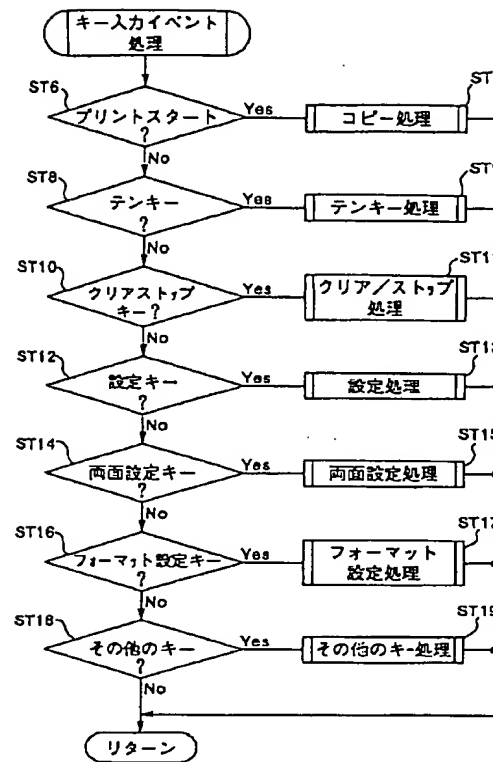 キー入力イベント
処理
ST6
プリントスタート
?
Yes
No
コピー処理
ST8
テンキー
?
Yes
No
テンキー処理
ST10
クリアストップ
キー?
Yes
No
ST11
クリア/ストップ
処理
ST12
設定キー
?
Yes
No
設定処理
ST14
両面設定キー
?
Yes
No
ST15
両面設定処理
ST16
フォーマット設定キー
?
Yes
No
ST17
フォーマット
設定処理
ST18
その他のキー
?
Yes
No
ST19
その他のキー処理
リターン